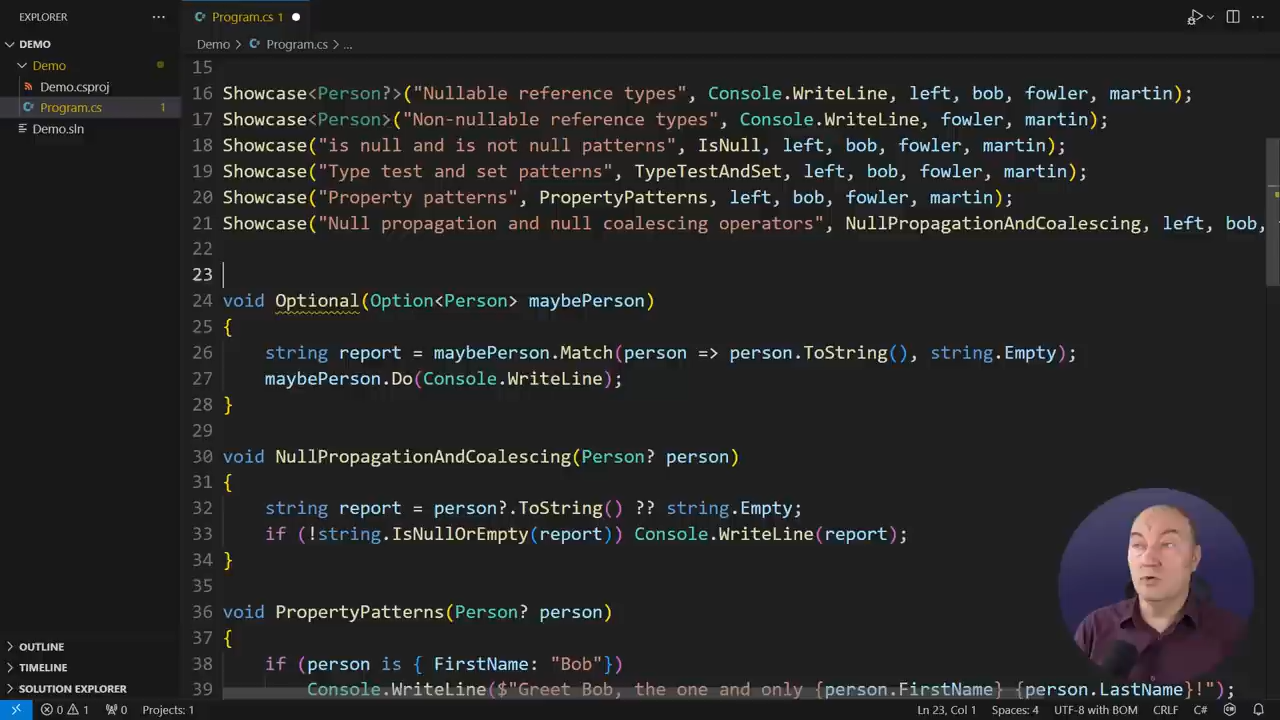 EXPLORER
Program.cs 1
DEMO
Demo > Program.cs > ...
Demo
Demo.csproj
Program.cs 1
Demo.sln
15
16 Showcase<Person?>("Nullable reference types", Console.WriteLine, left, bob, fowler, martin);
17 Showcase<Person>("Non-nullable reference types", Console.WriteLine, fowler, martin);
18 Showcase("is null and is not null patterns", IsNull, left, bob, fowler, martin);
19 Showcase("Type test and set patterns", TypeTestAndSet, left, bob, fowler, martin);
20 Showcase("Property patterns", PropertyPatterns, left, bob, fowler, martin);
21 Showcase("Null propagation and null coalescing operators", NullPropagationAndCoalescing, left, bob,
22
23
24 void Optional(Option<Person> maybePerson)
25 {
26     string report = maybePerson.Match(person => person.ToString(), string.Empty);
27     maybePerson.Do(Console.WriteLine);
28 }
29
30 void NullPropagationAndCoalescing(Person? person)
31 {
32     string report = person?.ToString() ?? string.Empty;
33     if (!string.IsNullOrEmpty(report)) Console.WriteLine(report);
34 }
35
36 void PropertyPatterns(Person? person)
37 {
38     if (person is { FirstName: "Bob"})
39         Console.WriteLine($"Greet Bob, the one and only {person.FirstName} {person.LastName}!");
OUTLINE
TIMELINE
SOLUTION EXPLORER
0 1 0 Projects: 1 Ln 23, Col 1 Spaces: 4 UTF-8 with BOM CRLF C#